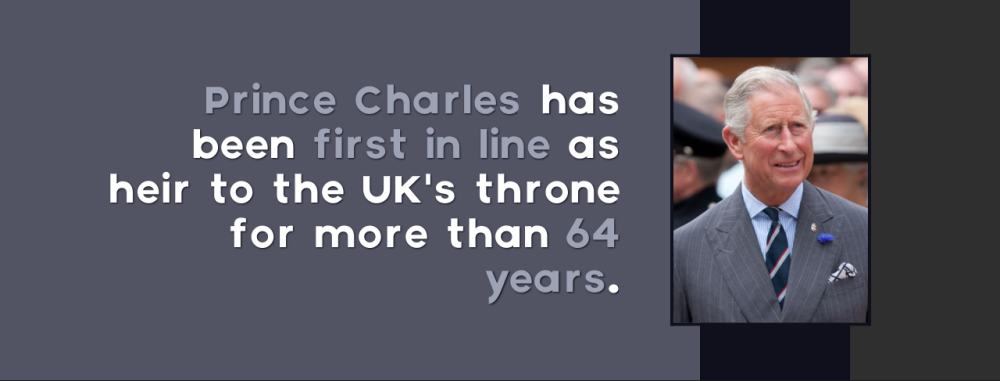 Prince Charles has
been first in line as
heir to the UK's throne
for more than 64
years.